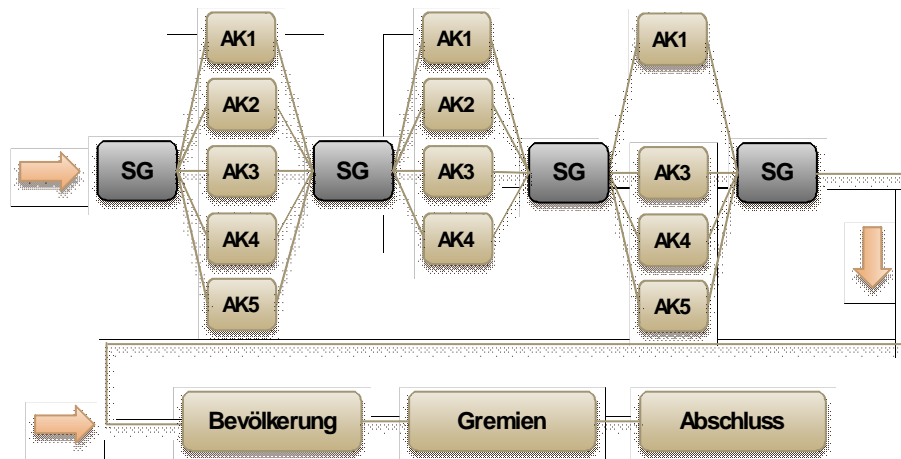 AK1
AK2
SG
AK3
AK4
AK5
SG
AK1
AK2
AK3
AK4
SG
AK1
AK3
AK4
AK5
SG
Bevölkerung
Gremien
Abschluss